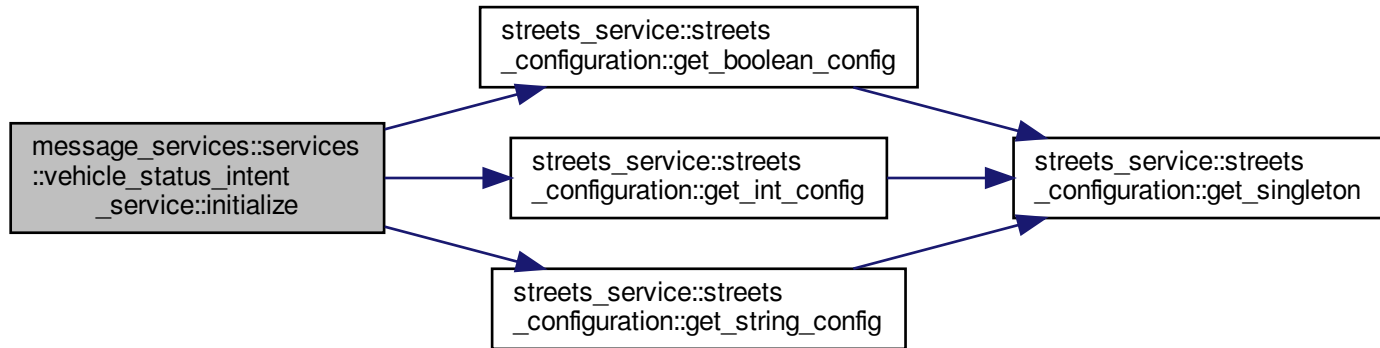 message_services::services
::vehicle_status_intent
_service::initialize
streets_service::streets
_configuration::get_boolean_config
streets_service::streets
_configuration::get_int_config
streets_service::streets
_configuration::get_string_config
streets_service::streets
_configuration::get_singleton